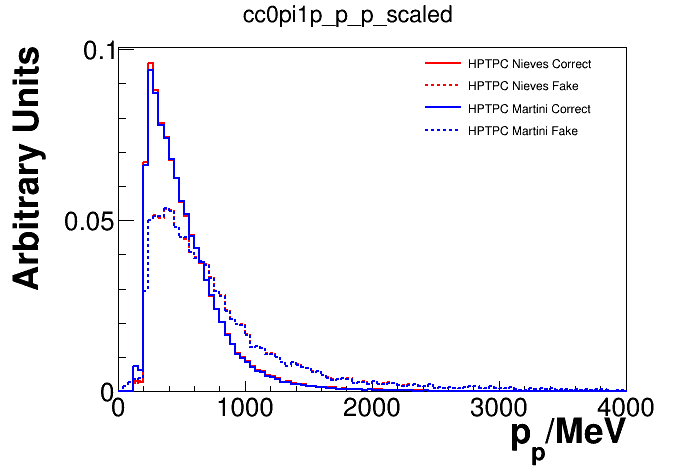 cc0pi1p_p_p_scaled
Arbitrary Units
0.1
0.05
0
HPTPC Nieves Correct
HPTPC Nieves Fake
HPTPC Martini Correct
HPTPC Martini Fake
0 1000 2000 3000 4000
p_p/MeV